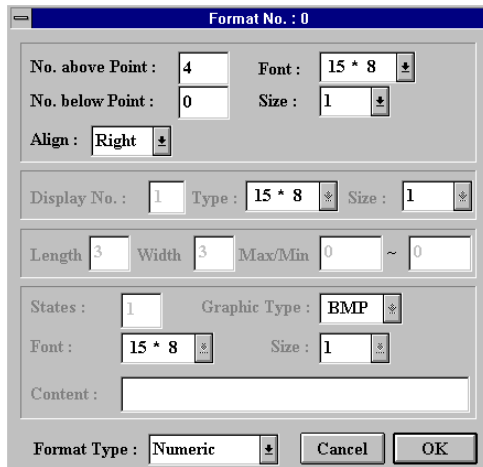 Format No. : 0
No. above Point : 4 Font : 15 * 8
No. below Point : 0 Size : 1
Align : Right
Display No. : 1 Type : 15 * 8 Size : 1
Length 3 Width 3 Max/Min 0 ~ 0
States : 1 Graphic Type : BMP
Font : 15 * 8 Size : 1
Content :
Format Type : Numeric Cancel OK